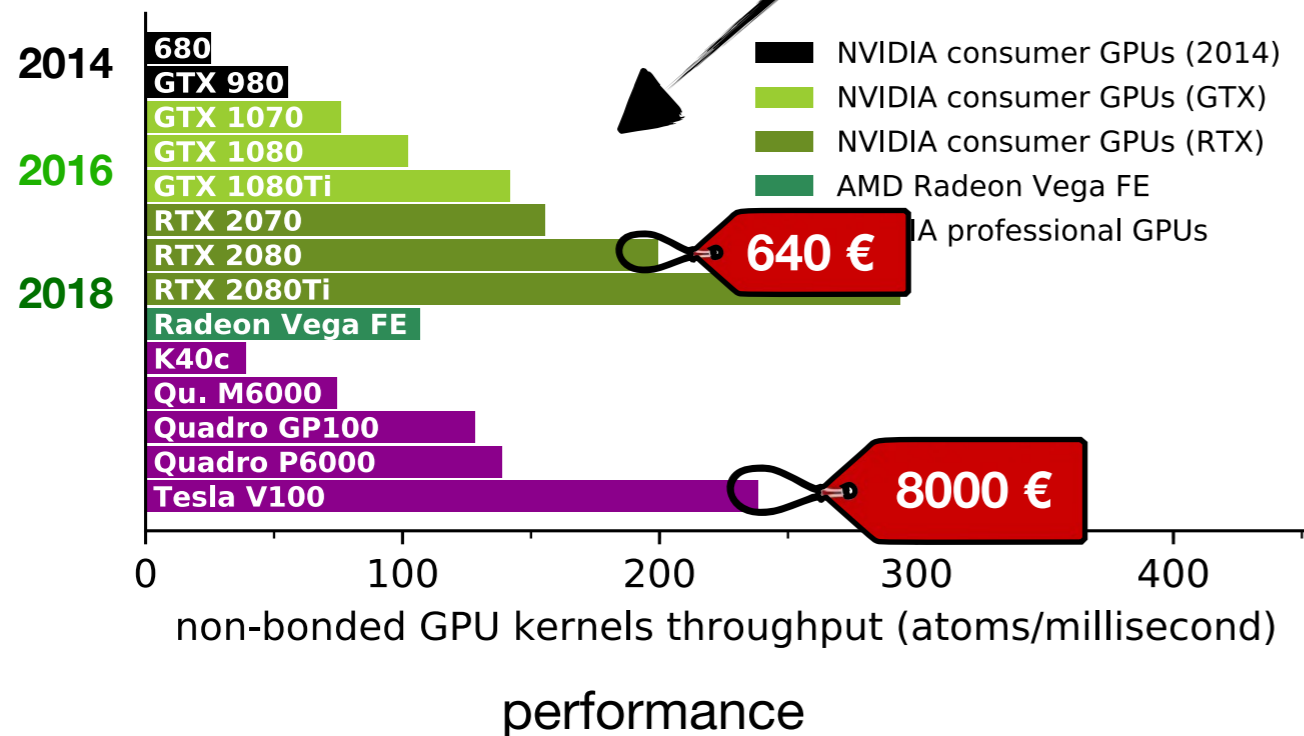 2014
2016
2018
680
GTX 980
GTX 1070
GTX 1080
GTX 1080Ti
RTX 2070
RTX 2080
RTX 2080Ti
Radeon Vega FE
K40c
Qu. M6000
Quadro GP100
Quadro P6000
Tesla V100
NVIDIA consumer GPUs (2014)
NVIDIA consumer GPUs (GTX)
NVIDIA consumer GPUs (RTX)
AMD Radeon Vega FE
IA professional GPUs
640 €
8000 €
0 100 200 300 400
non-bonded GPU kernels throughput (atoms/millisecond)
performance